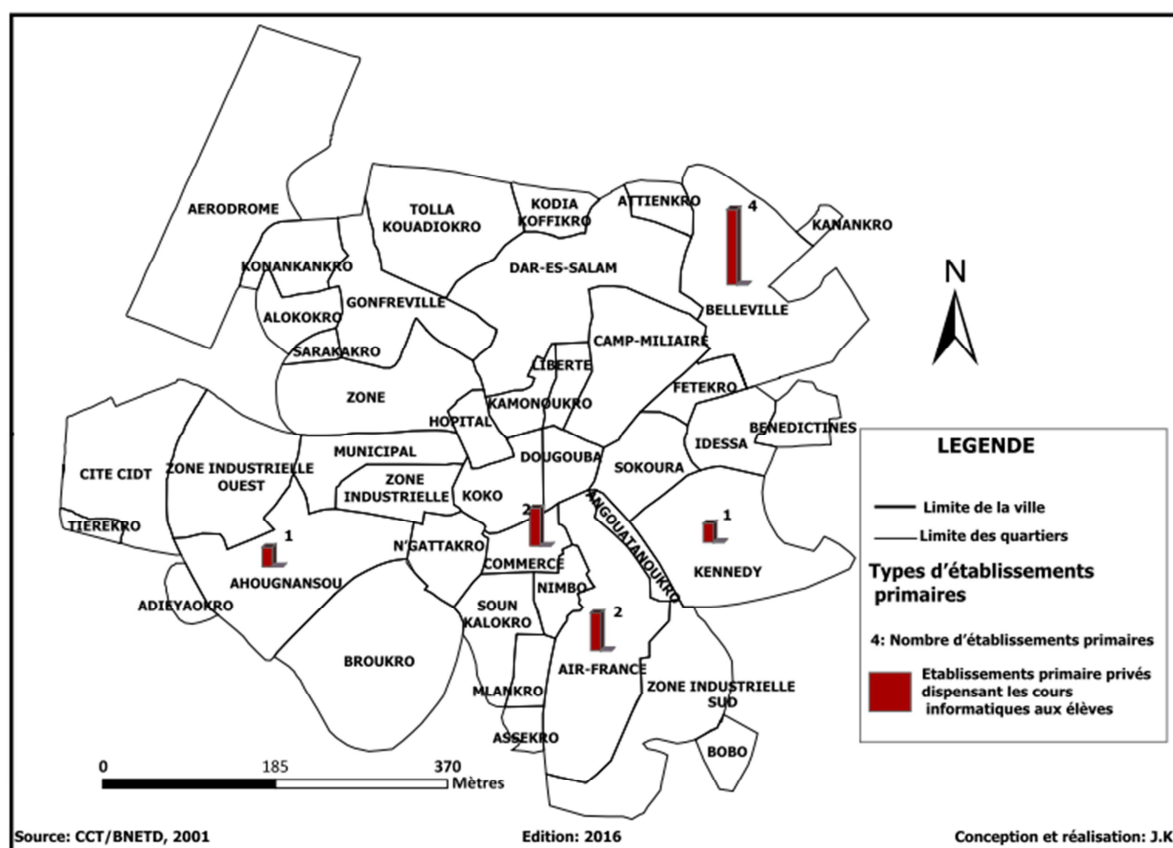 AERODROME
TOLLA
KOUADIOKRO
KODIA
KOFFIKRO
ATTIENKRO
4
KANANKRO
KONANKANKRO
DAR-ES-SALAM
GONFREVILLE
ALOKOKRO
BELLEVILLE
SARAKAKRO
CAMP-MILIAIRE
LIBERTE
FETEKRO
ZONE
KAMONOUKRO
HOPITAL
BENEDICTINES
IDESSA
MUNICIPAL
DOUGOUBA
SOKOURA
CITE CIDT
ZONE INDUSTRIELLE
OUEST
ZONE
INDUSTRIELLE
KOKO
ANGOUATANOUKRO
TIEREKRO
1
2
1
N'GATTAKRO
COMMERCE
KENNEDY
AHOUGNANSOU
NIMBO
ADIEYAOKRO
SOUN
KALOKRO
2
BROUKRO
AIR-FRANCE
MLANKRO
ZONE INDUSTRIELLE
SUD
ASSEKRO
BOBO
N
LEGENDE
Limite de la ville
Limite des quartiers
Types d'établissements
primaires
4: Nombre d'établissements primaires
Etablissements primaire privés
dispensant les cours
informatiques aux élèves
0
185
370
Mètres
Source: CCT/BNETD, 2001
Edition: 2016
Conception et réalisation: J.K